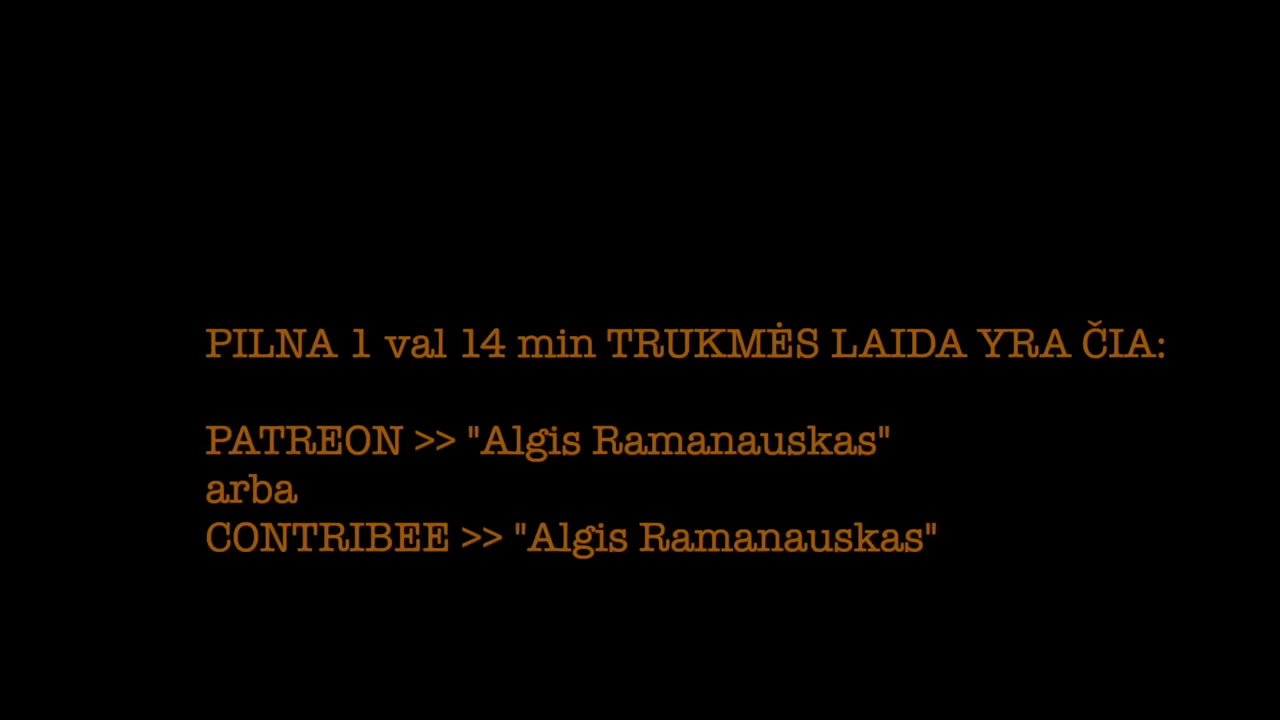 PILNA 1 val 14 min TRUKMĖS LAIDA YRA ČIA:
PATREON >> "Algis Ramanauskas"
arba
CONTRIBEE >> "Algis Ramanauskas"